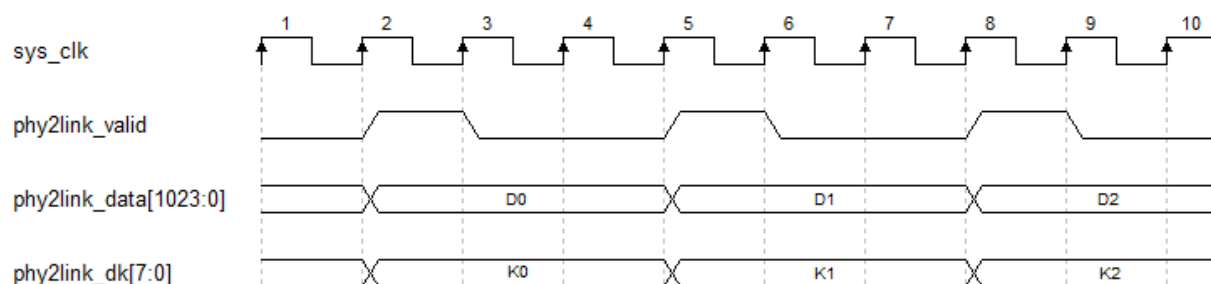 1 2 3 4 5 6 7 8 9 10
sys_clk
phy2link_valid
phy2link_data[1023:0] D0 D1 D2
phy2link_dk[7:0] K0 K1 K2